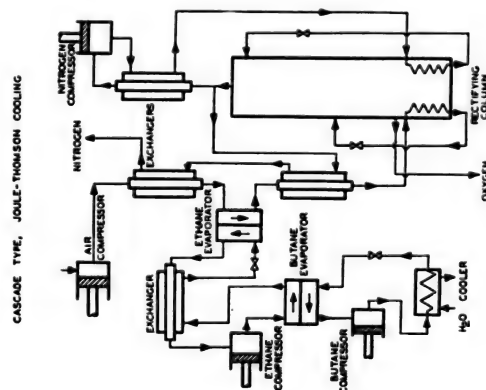 CASCADE TYPE, JOULE-THOMSON COOLING
NITROGEN
COMPRESSOR
NITROGEN
EXCHANGERS
AIR
COMPRESSOR
ETHANE
EVAPORATOR
EXCHANGER
BUTANE
EVAPORATOR
ETHANE
COMPRESSOR
BUTANE
COMPRESSOR
H2O
COOLER
OXYGEN
RECTIFYING
COLUMN